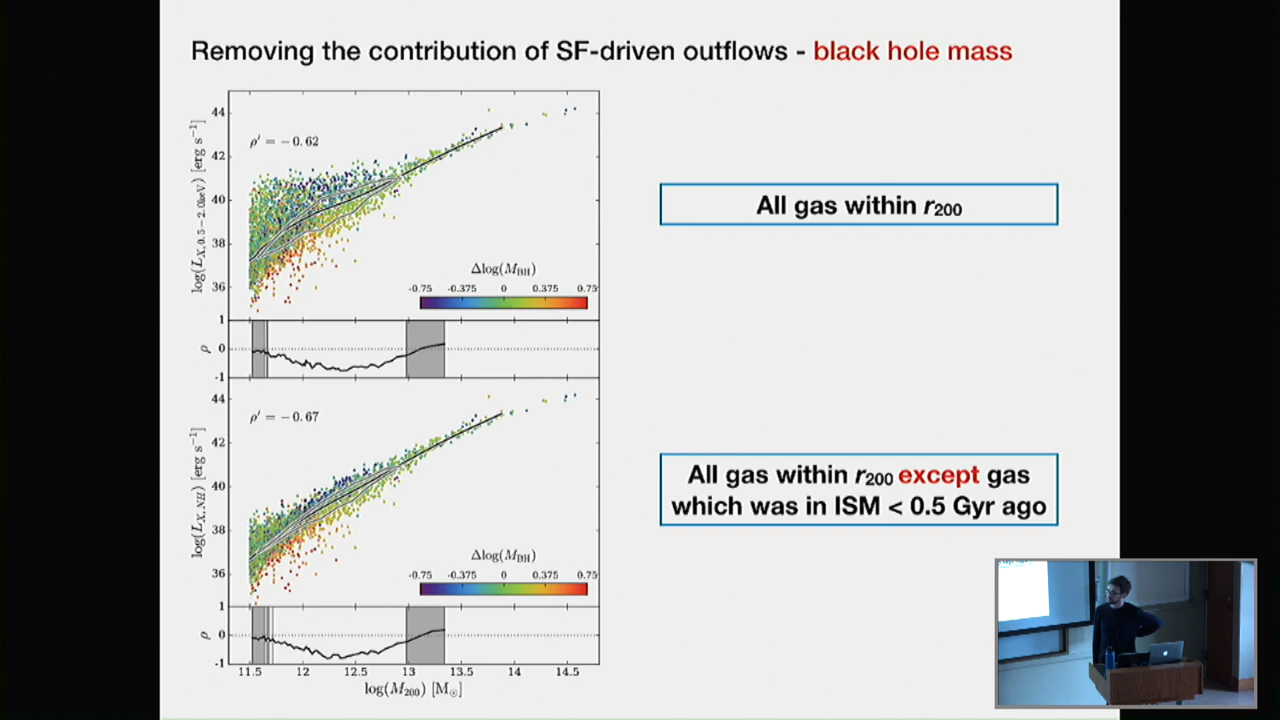 Removing the contribution of SF-driven outflows - black hole mass
log(L_X,0.5−2.0keV) [erg s⁻¹]
44
42
40
38
36
ρ′ = −0.62
Δlog(M_BH)
-0.75 -0.375 0 0.375 0.75
All gas within r₂₀₀
ρ
1
0
-1
log(L_X,NH) [erg s⁻¹]
44
42
40
38
36
ρ′ = −0.67
Δlog(M_BH)
-0.75 -0.375 0 0.375 0.75
All gas within r₂₀₀ except gas
which was in ISM < 0.5 Gyr ago
ρ
1
0
-1
11.5 12 12.5 13 13.5 14 14.5
log(M₂₀₀) [M_⊙]